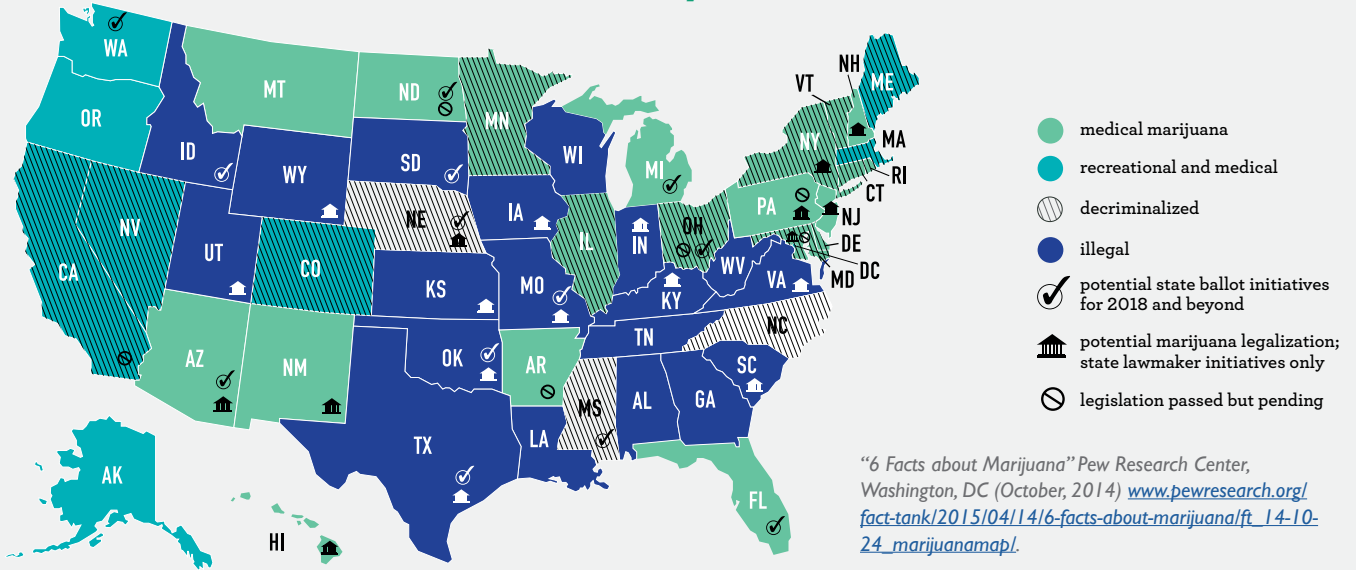 WA
OR
CA
NV
ID
MT
WY
UT
CO
AZ
NM
ND
SD
NE
KS
OK
TX
MN
IA
MO
AR
LA
WI
IL
MS
MI
IN
OH
KY
TN
AL
GA
FL
SC
NC
VA
WV
PA
NY
VT
NH
ME
MA
RI
CT
NJ
DE
DC
MD
AK
HI
medical marijuana
recreational and medical
decriminalized
illegal
potential state ballot initiatives
for 2018 and beyond
potential marijuana legalization;
state lawmaker initiatives only
legislation passed but pending
“6 Facts about Marijuana” Pew Research Center,
Washington, DC (October, 2014) www.pewresearch.org/
fact-tank/2015/04/14/6-facts-about-marijuana/ft_14-10-
24_marijuanamap/.